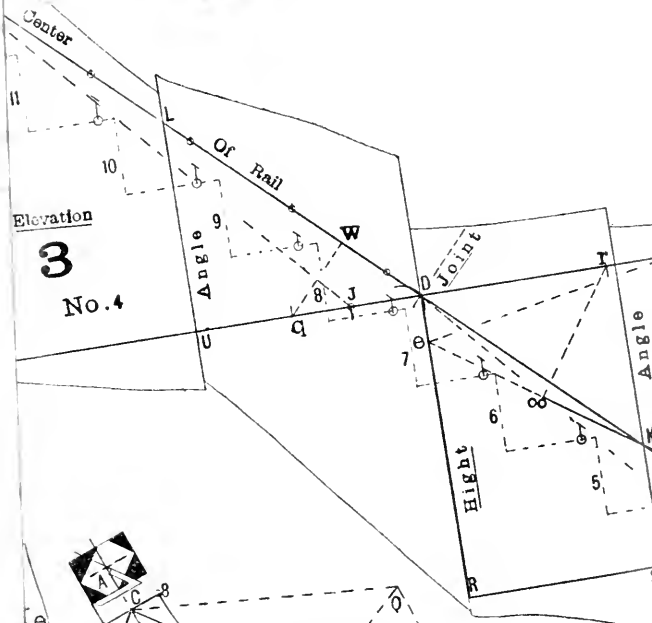 Center
11
L
Of Rail
10
Elevation
9
W
3
Angle
Joint
No.4
8
J
D
T
U
q
7
Θ
Angle
6
∞
K
Hight
5
R
A
C
8
O
e